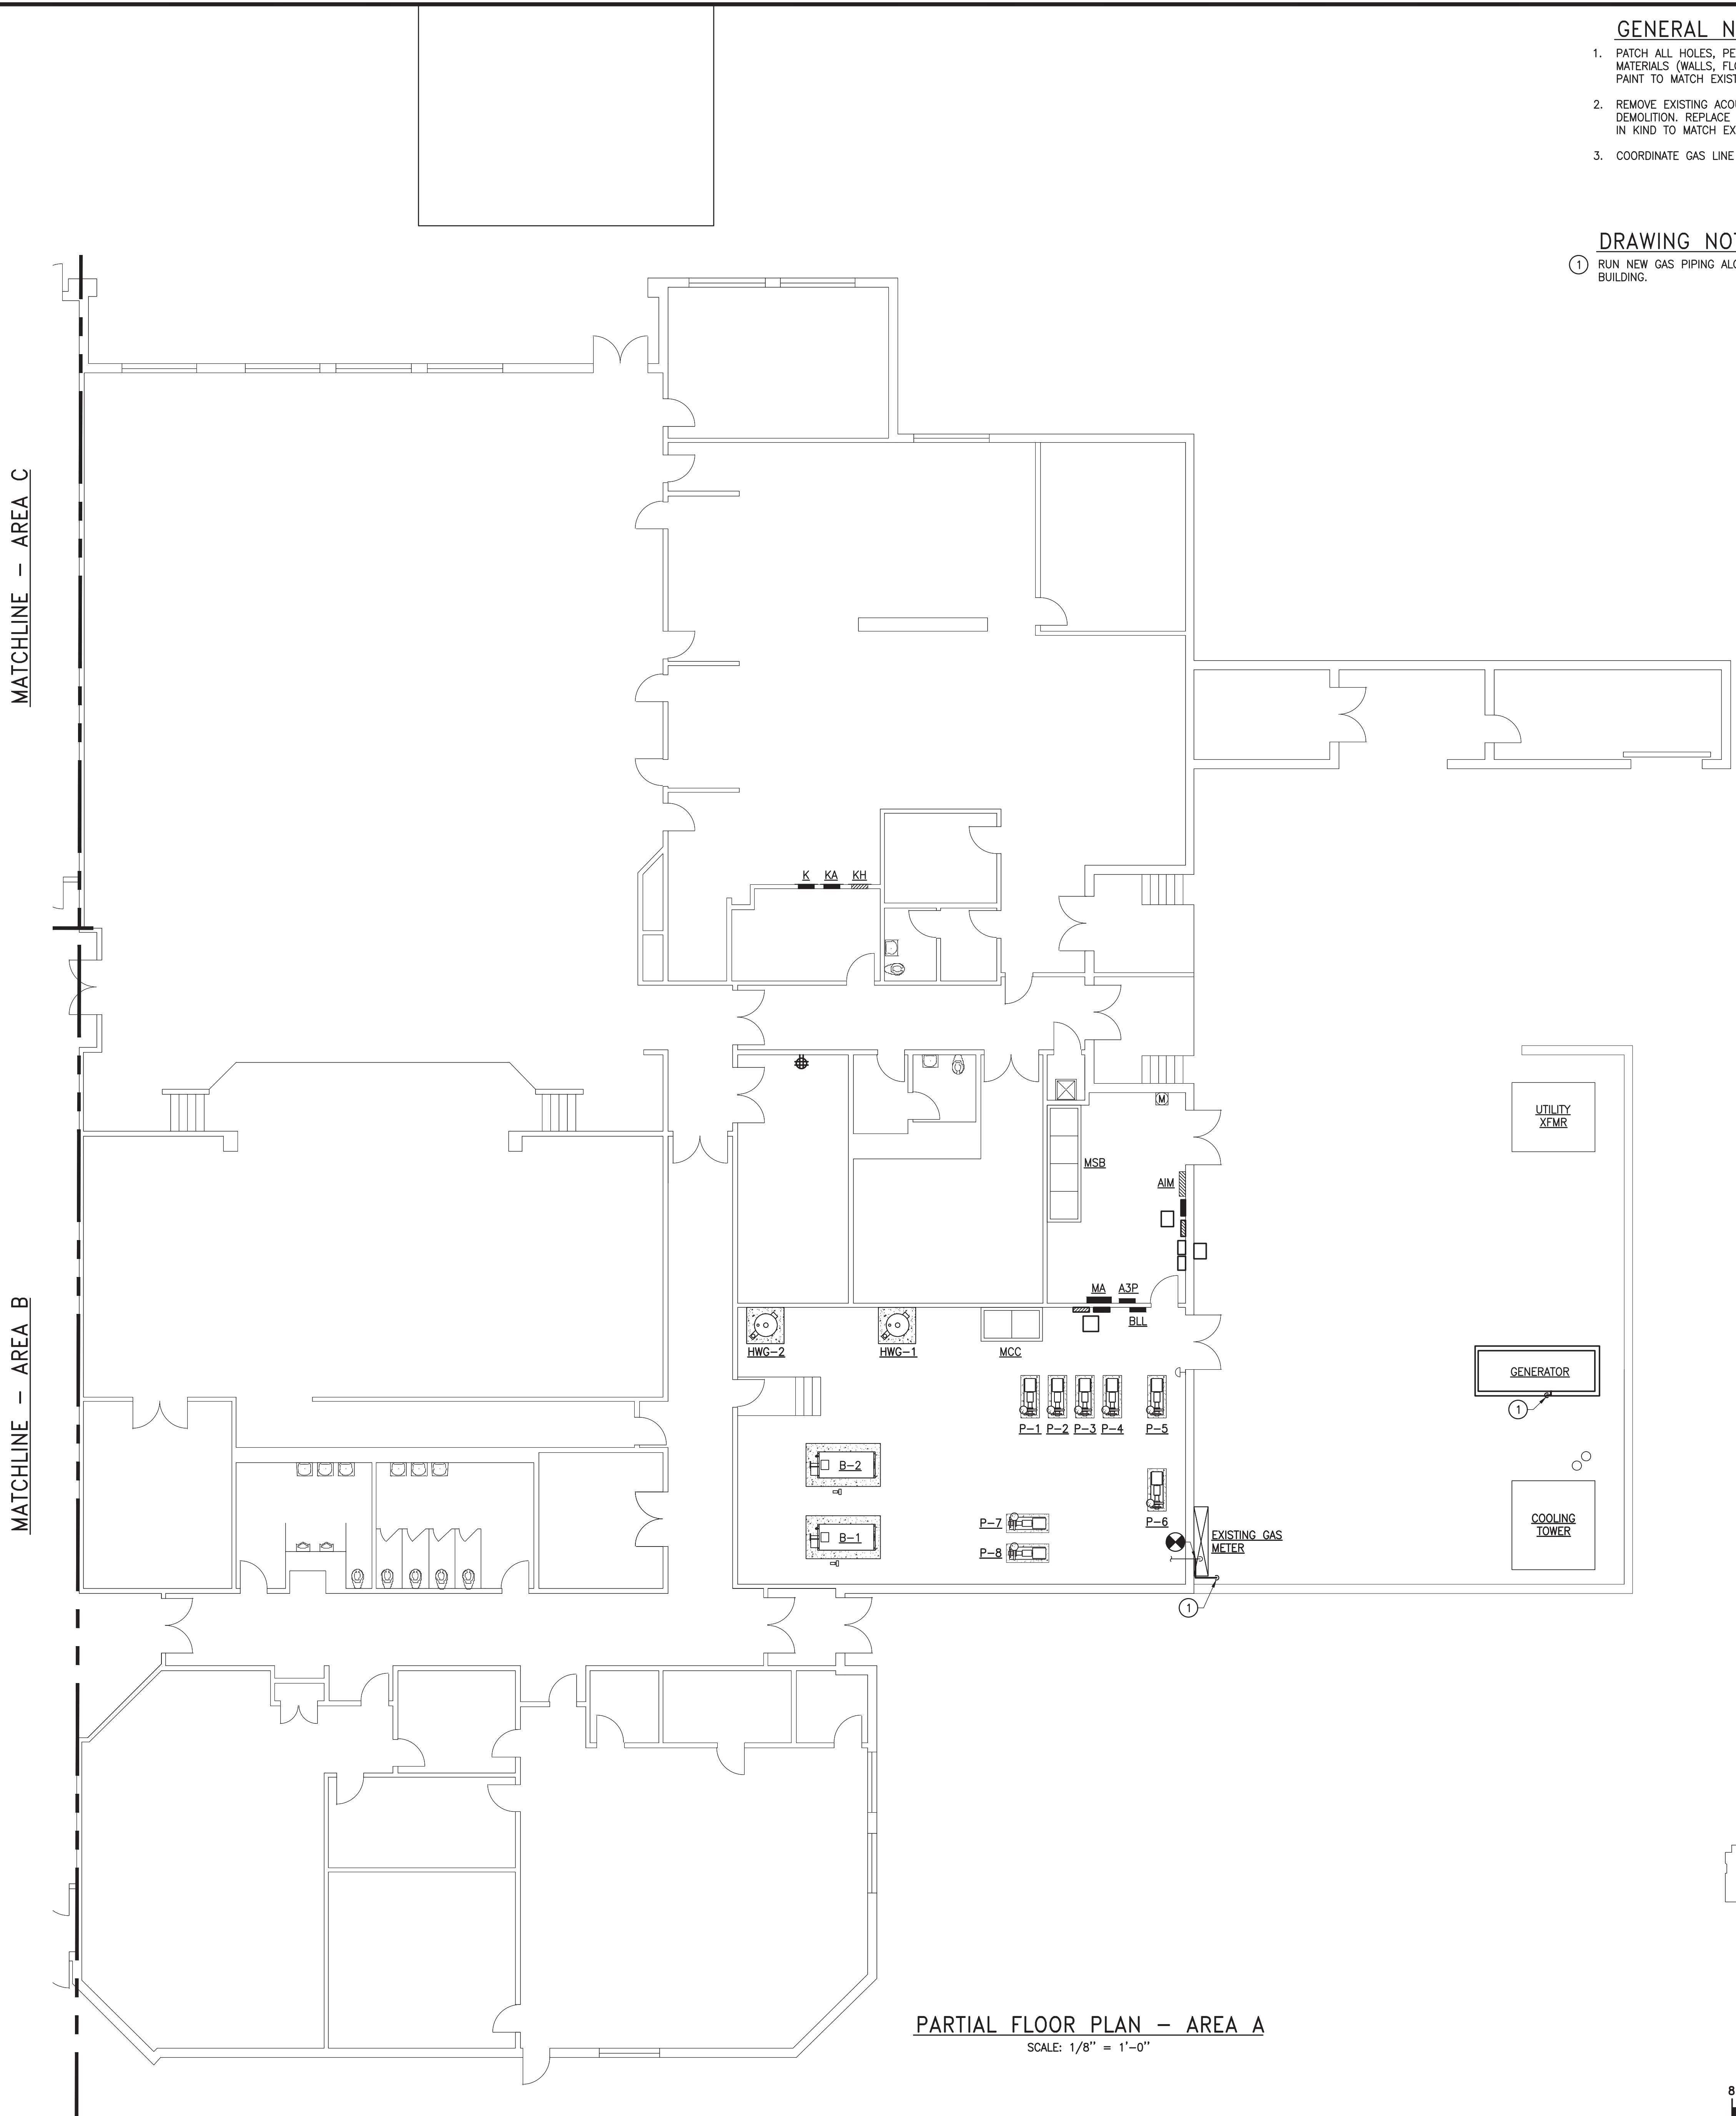 GENERAL N
1. PATCH ALL HOLES, PE
MATERIALS (WALLS, FL
PAINT TO MATCH EXIST
2. REMOVE EXISTING ACO
DEMOLITION. REPLACE
IN KIND TO MATCH EX
3. COORDINATE GAS LINE
DRAWING NOT
1 RUN NEW GAS PIPING AL
BUILDING.
MATCHLINE - AREA C
K KA KH
M
UTILITY
XFMR
MSB
AIM
MA A3P
BLL
HWG-2 HWG-1 MCC
GENERATOR
1
P-1 P-2 P-3 P-4 P-5
MATCHLINE - AREA B
B-2
P-6
P-7
B-1
P-8
EXISTING GAS
METER
COOLING
TOWER
1
PARTIAL FLOOR PLAN - AREA A
SCALE: 1/8" = 1'-0"
8